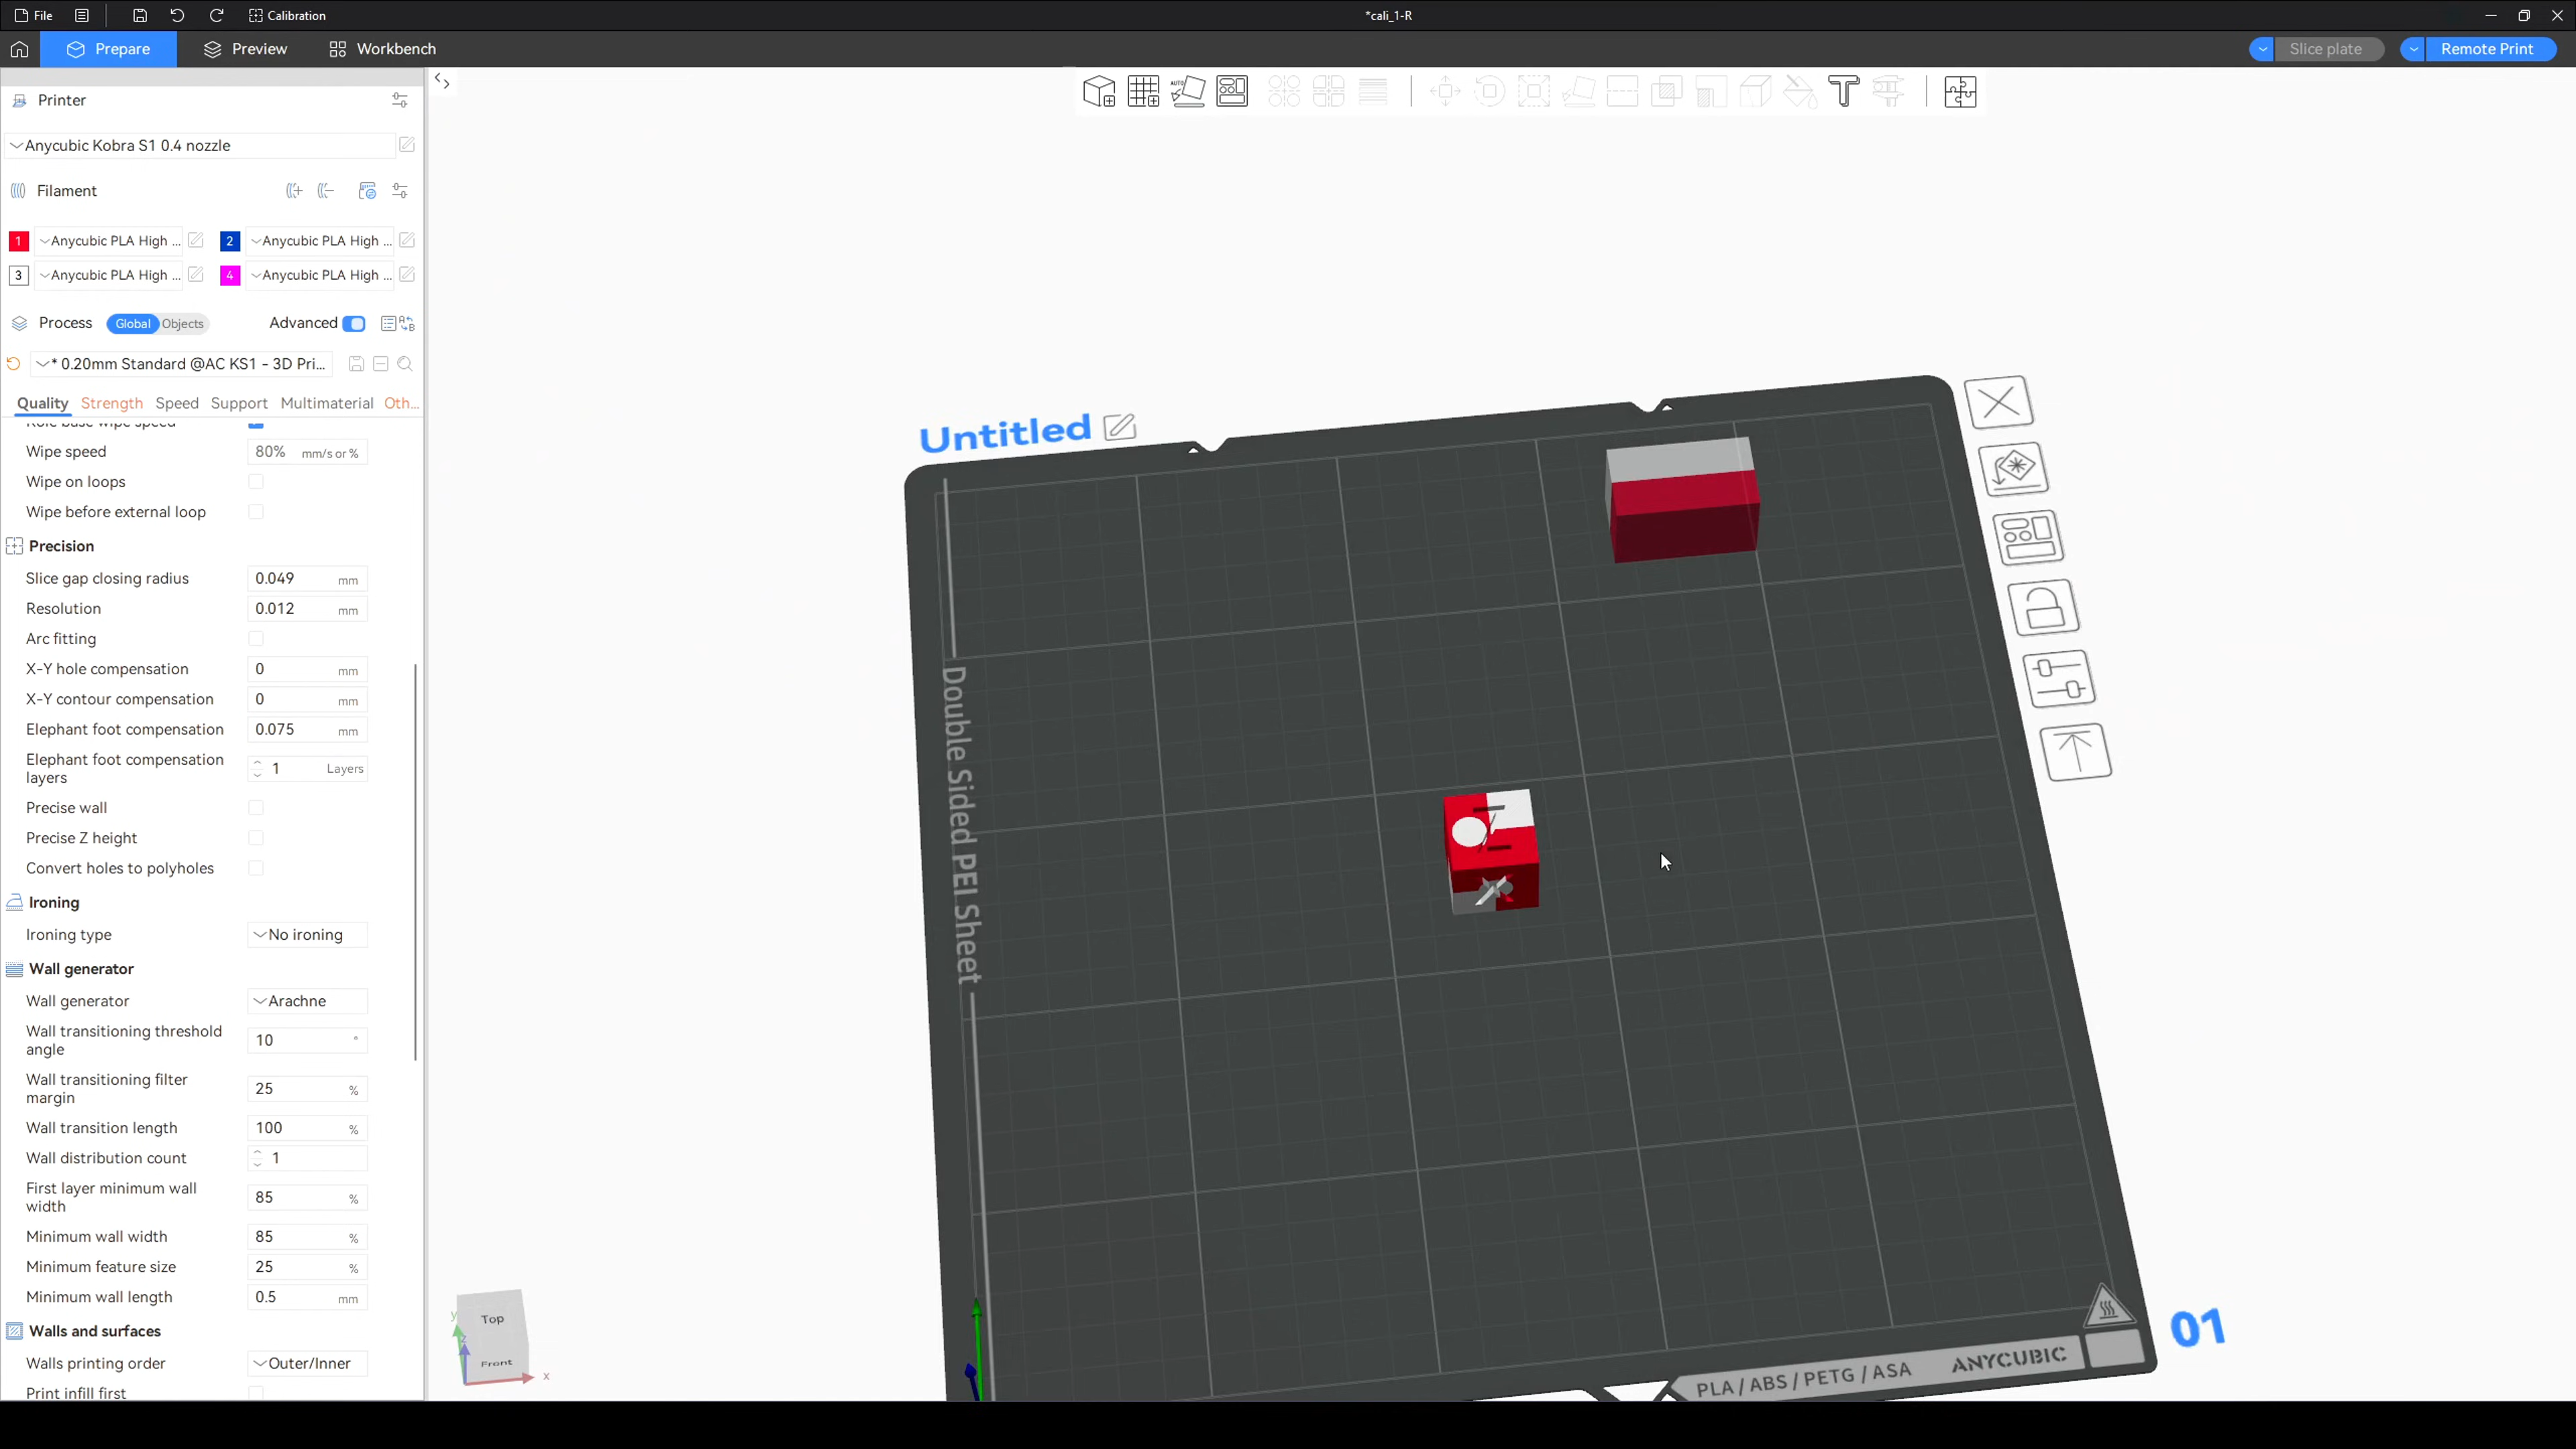 File
Calibration
*cali_1-R
Prepare
Preview
Workbench
Slice plate
Remote Print
Printer
AUTO
Anycubic Kobra S1 0.4 nozzle
Filament
1 Anycubic PLA High ...
2 Anycubic PLA High ...
3 Anycubic PLA High ...
4 Anycubic PLA High ...
Process Global Objects Advanced
* 0.20mm Standard @AC KS1 - 3D Pri...
Quality Strength Speed Support Multimaterial Oth...
Role base wipe speed
Wipe speed 80% mm/s or %
Wipe on loops
Wipe before external loop
Precision
Slice gap closing radius 0.049 mm
Resolution 0.012 mm
Arc fitting
X-Y hole compensation 0 mm
X-Y contour compensation 0 mm
Elephant foot compensation 0.075 mm
Elephant foot compensation
layers 1 Layers
Precise wall
Precise Z height
Convert holes to polyholes
Ironing
Ironing type No ironing
Wall generator
Wall generator Arachne
Wall transitioning threshold
angle 10 °
Wall transitioning filter
margin 25 %
Wall transition length 100 %
Wall distribution count 1
First layer minimum wall
width 85 %
Minimum wall width 85 %
Minimum feature size 25 %
Minimum wall length 0.5 mm
Walls and surfaces
Walls printing order Outer/Inner
Print infill first
Untitled
Double Sided PEI Sheet
Top
Front
x
y
z
PLA / ABS / PETG / ASA
ANYCUBIC
01